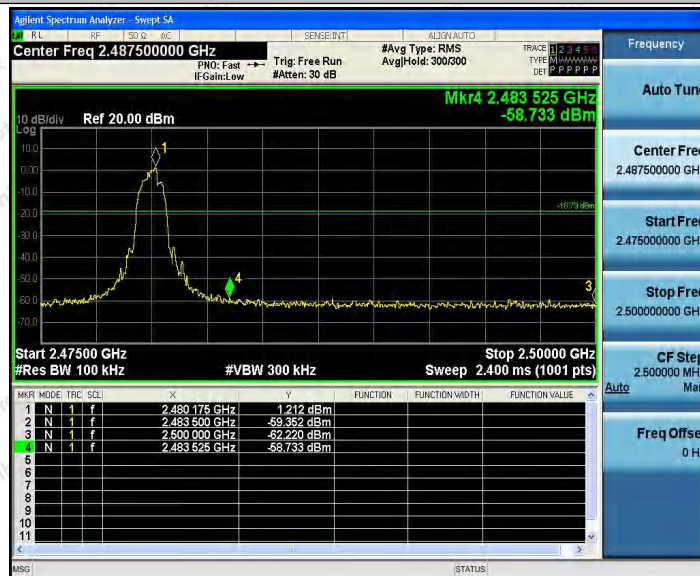 Agilent Spectrum Analyzer - Swept SA
RL RF 50 Ω AC SENSE:INT ALIGN AUTO
Center Freq 2.487500000 GHz
PNO: Fast
IFGain:Low
Trig: Free Run
#Atten: 30 dB
#Avg Type: RMS
Avg|Hold: 300/300
TRACE 1 2 3 4 5 6
TYPE M
DET P P P P P P
Frequency
Auto Tune
Center Freq
2.487500000 GH
Start Freq
2.475000000 GH
Stop Freq
2.500000000 GH
CF Step
2.500000 MH
Auto Ma
Freq Offse
0 H
Mkr4 2.483 525 GHz
-58.733 dBm
10 dB/div Ref 20.00 dBm
Log
10.0
0.00
-10.0
-20.0
-30.0
-40.0
-50.0
-60.0
-70.0
1
4
3
-18.79 dBm
Start 2.47500 GHz Stop 2.50000 GHz
#Res BW 100 kHz #VBW 300 kHz Sweep 2.400 ms (1001 pts)
MKR MODE TRC SCL X Y FUNCTION FUNCTION WIDTH FUNCTION VALUE
1 N 1 f 2.480 175 GHz 1.212 dBm
2 N 1 f 2.483 500 GHz -59.352 dBm
3 N 1 f 2.500 000 GHz -62.220 dBm
4 N 1 f 2.483 525 GHz -58.733 dBm
5
6
7
8
9
10
11
MSG STATUS